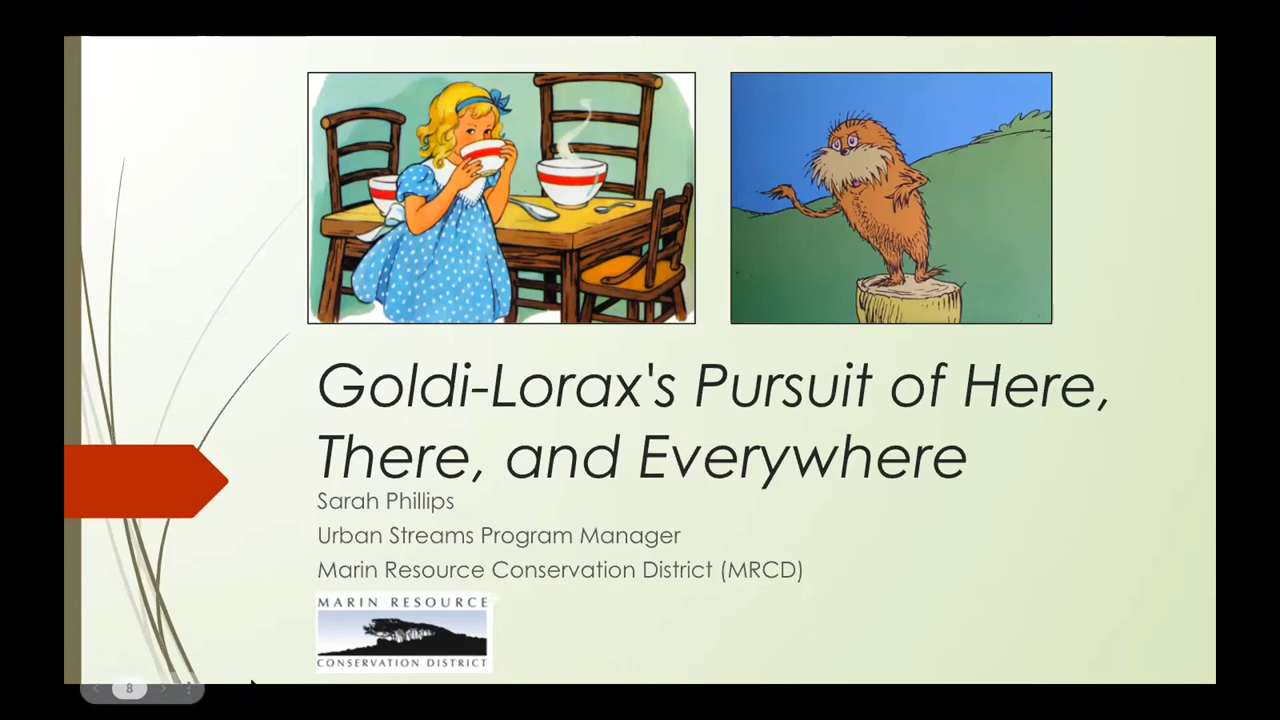 Goldi-Lorax's Pursuit of Here,
There, and Everywhere
Sarah Phillips
Urban Streams Program Manager
Marin Resource Conservation District (MRCD)
MARIN RESOURCE
CONSERVATION DISTRICT
8